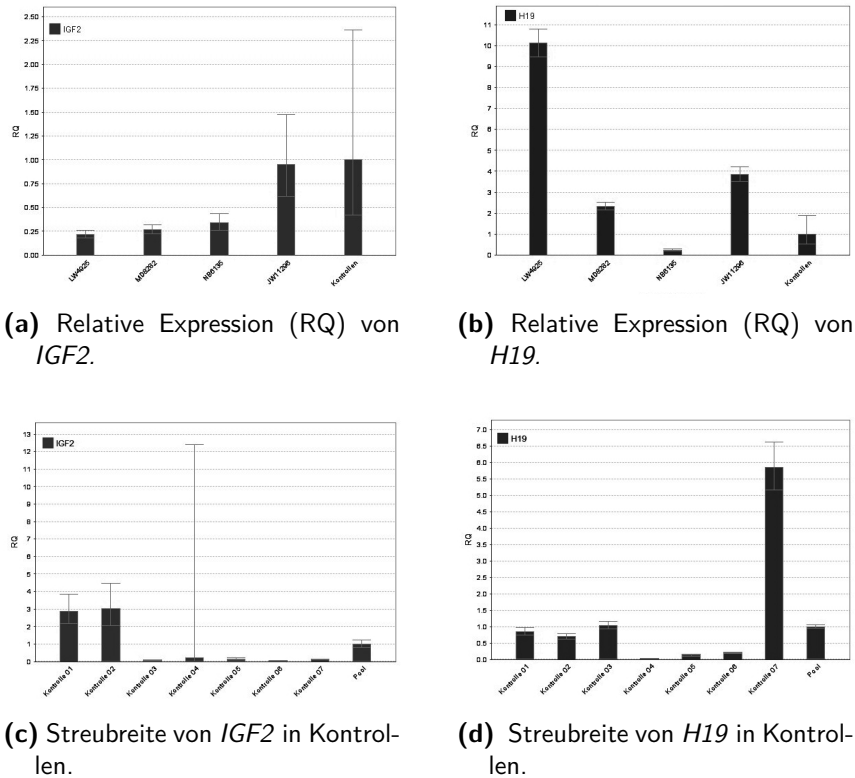 2.50
2.25
2.00
1.75
1.50
1.25
1.00
0.75
0.50
0.25
0.00
RQ
IGF2
LW4925
MD8282
NB6135
JW11296
Kontrollen
(a) Relative Expression (RQ) von
IGF2.
11
10
9
8
7
6
5
4
3
2
1
0
RQ
H19
LW4925
MD8282
NB6135
JW11296
Kontrollen
(b) Relative Expression (RQ) von
H19.
13
12
11
10
9
8
7
6
5
4
3
2
1
0
RQ
IGF2
Kontrolle 01
Kontrolle 02
Kontrolle 03
Kontrolle 04
Kontrolle 05
Kontrolle 06
Kontrolle 07
Pool
(c) Streubreite von IGF2 in Kontrol-
len.
7.0
6.5
6.0
5.5
5.0
4.5
4.0
3.5
3.0
2.5
2.0
1.5
1.0
0.5
0.0
RQ
H19
Kontrolle 01
Kontrolle 02
Kontrolle 03
Kontrolle 04
Kontrolle 05
Kontrolle 06
Kontrolle 07
Pool
(d) Streubreite von H19 in Kontrol-
len.